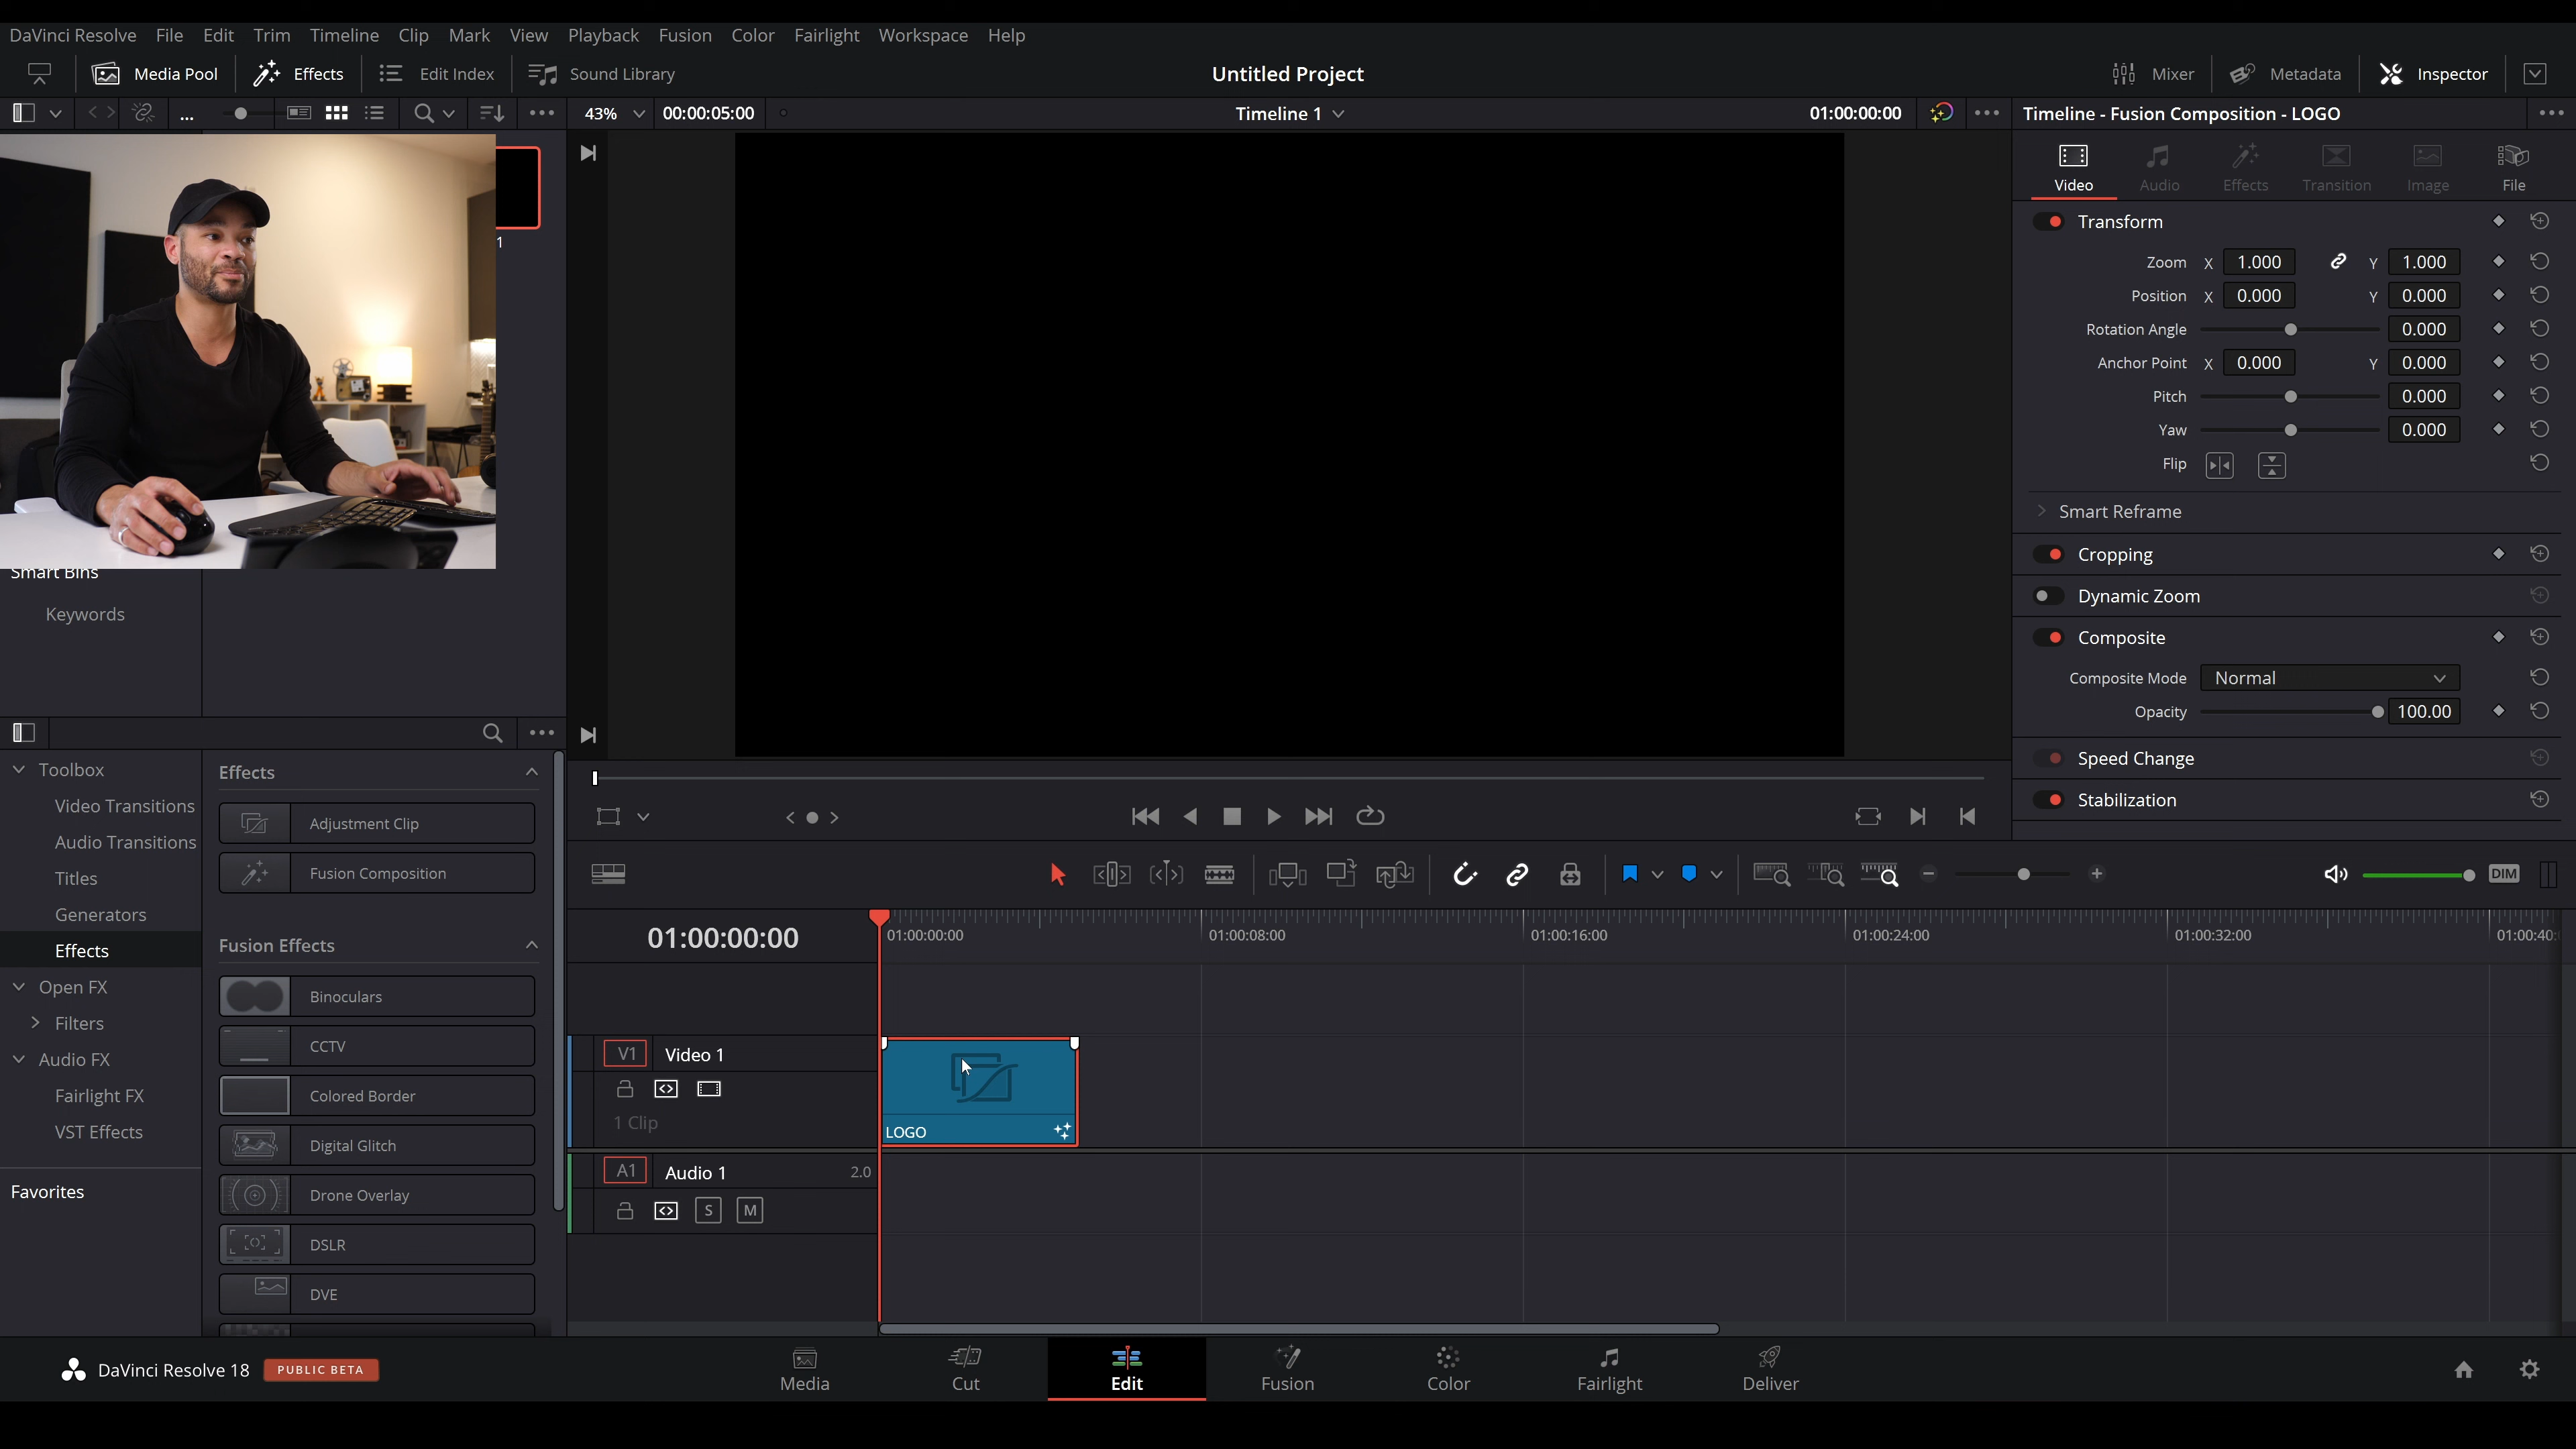 DaVinci Resolve File Edit Trim Timeline Clip Mark View Playback Fusion Color Fairlight Workspace Help
Media Pool Effects Edit Index Sound Library Untitled Project Mixer Metadata Inspector
... 43% 00:00:05:00 Timeline 1 01:00:00:00 Timeline - Fusion Composition - LOGO
Video Audio Effects Transition Image File
1
Transform
Zoom X 1.000 Y 1.000
Position X 0.000 Y 0.000
Rotation Angle 0.000
Anchor Point X 0.000 Y 0.000
Pitch 0.000
Yaw 0.000
Flip
Smart Reframe
Cropping
Dynamic Zoom
Composite
Composite Mode Normal
Opacity 100.00
Speed Change
Stabilization
Smart Bins
Keywords
Toolbox
Video Transitions
Audio Transitions
Titles
Generators
Effects
Open FX
Filters
Audio FX
Fairlight FX
VST Effects
Favorites
Effects
Adjustment Clip
Fusion Composition
Fusion Effects
Binoculars
CCTV
Colored Border
Digital Glitch
Drone Overlay
DSLR
DVE
DIM
01:00:00:00 01:00:00:00 01:00:08:00 01:00:16:00 01:00:24:00 01:00:32:00 01:00:40:
V1 Video 1
1 Clip
LOGO
A1 Audio 1 2.0
S M
DaVinci Resolve 18 PUBLIC BETA
Media Cut Edit Fusion Color Fairlight Deliver